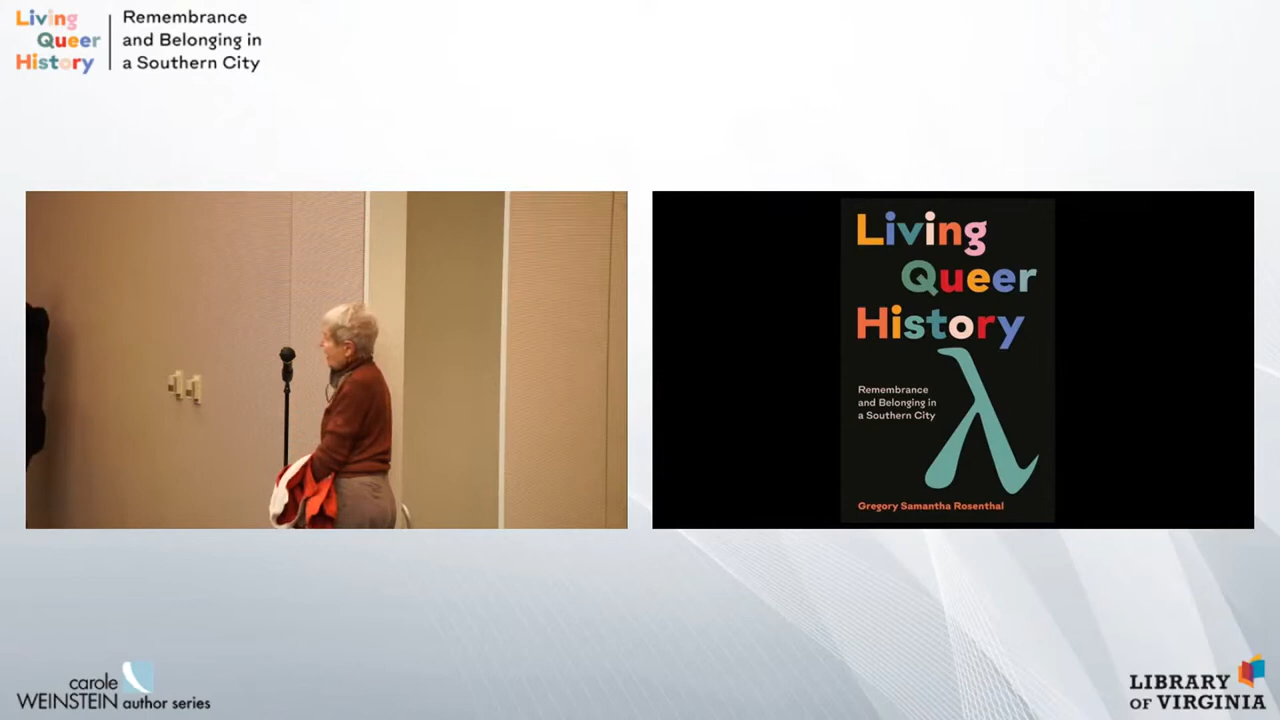 Living
Queer
History
Remembrance
and Belonging in
a Southern City
Living
Queer
History
λ
Remembrance
and Belonging in
a Southern City
Gregory Samantha Rosenthal
carole
WEINSTEIN author series
LIBRARY
OF VIRGINIA